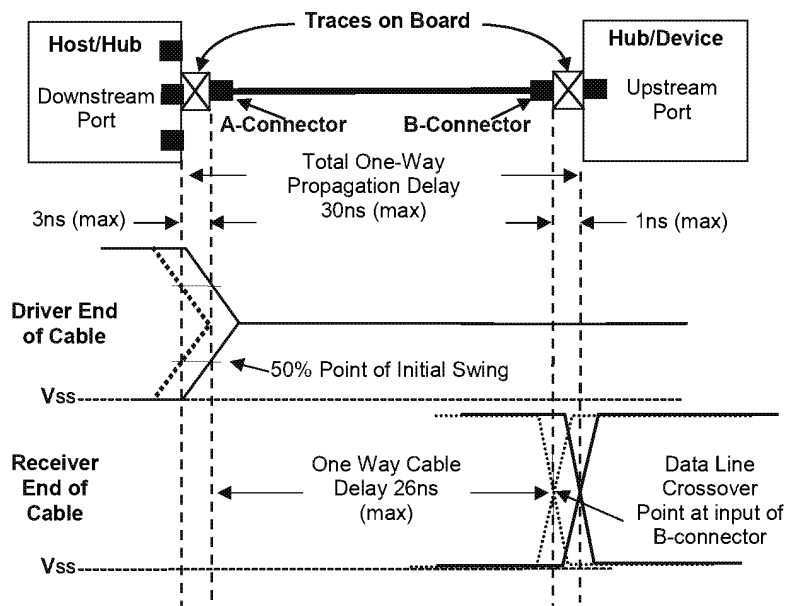 Traces on Board
Host/Hub
Hub/Device
Downstream
Port
Upstream
Port
A-Connector
B-Connector
Total One-Way
Propagation Delay
30ns (max)
3ns (max)
1ns (max)
Driver End
of Cable
50% Point of Initial Swing
VSS
Receiver
End of
Cable
One Way Cable
Delay 26ns
(max)
Data Line
Crossover
Point at input of
B-connector
VSS